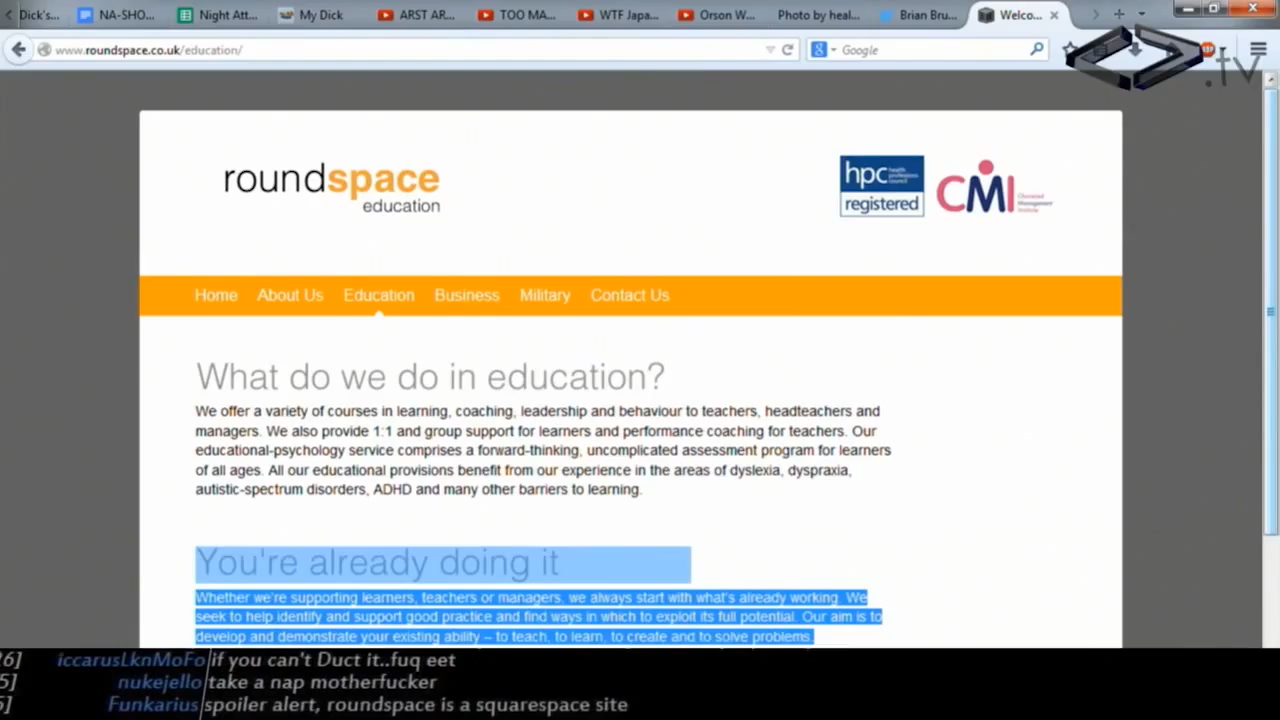 Dick's...
NA-SHO...
Night Att...
My Dick
ARST AR...
TOO MA...
WTF Japa...
Orson W...
Photo by heal...
Brian Bru...
Welco...
www.roundspace.co.uk/education/
Google
.tv
roundspace
education
hpc health professions council
registered
CMI Chartered Management Institute
Home About Us Education Business Military Contact Us
What do we do in education?
We offer a variety of courses in learning, coaching, leadership and behaviour to teachers, headteachers and
managers. We also provide 1:1 and group support for learners and performance coaching for teachers. Our
educational-psychology service comprises a forward-thinking, uncomplicated assessment program for learners
of all ages. All our educational provisions benefit from our experience in the areas of dyslexia, dyspraxia,
autistic-spectrum disorders, ADHD and many other barriers to learning.
You're already doing it
Whether we're supporting learners, teachers or managers, we always start with what's already working. We
seek to help identify and support good practice and find ways in which to exploit its full potential. Our aim is to
develop and demonstrate your existing ability – to teach, to learn, to create and to solve problems.
26] iccarusLknMoFo if you can't Duct it..fuq eet
5] nukejello take a nap motherfucker
5] Funkarius spoiler alert, roundspace is a squarespace site